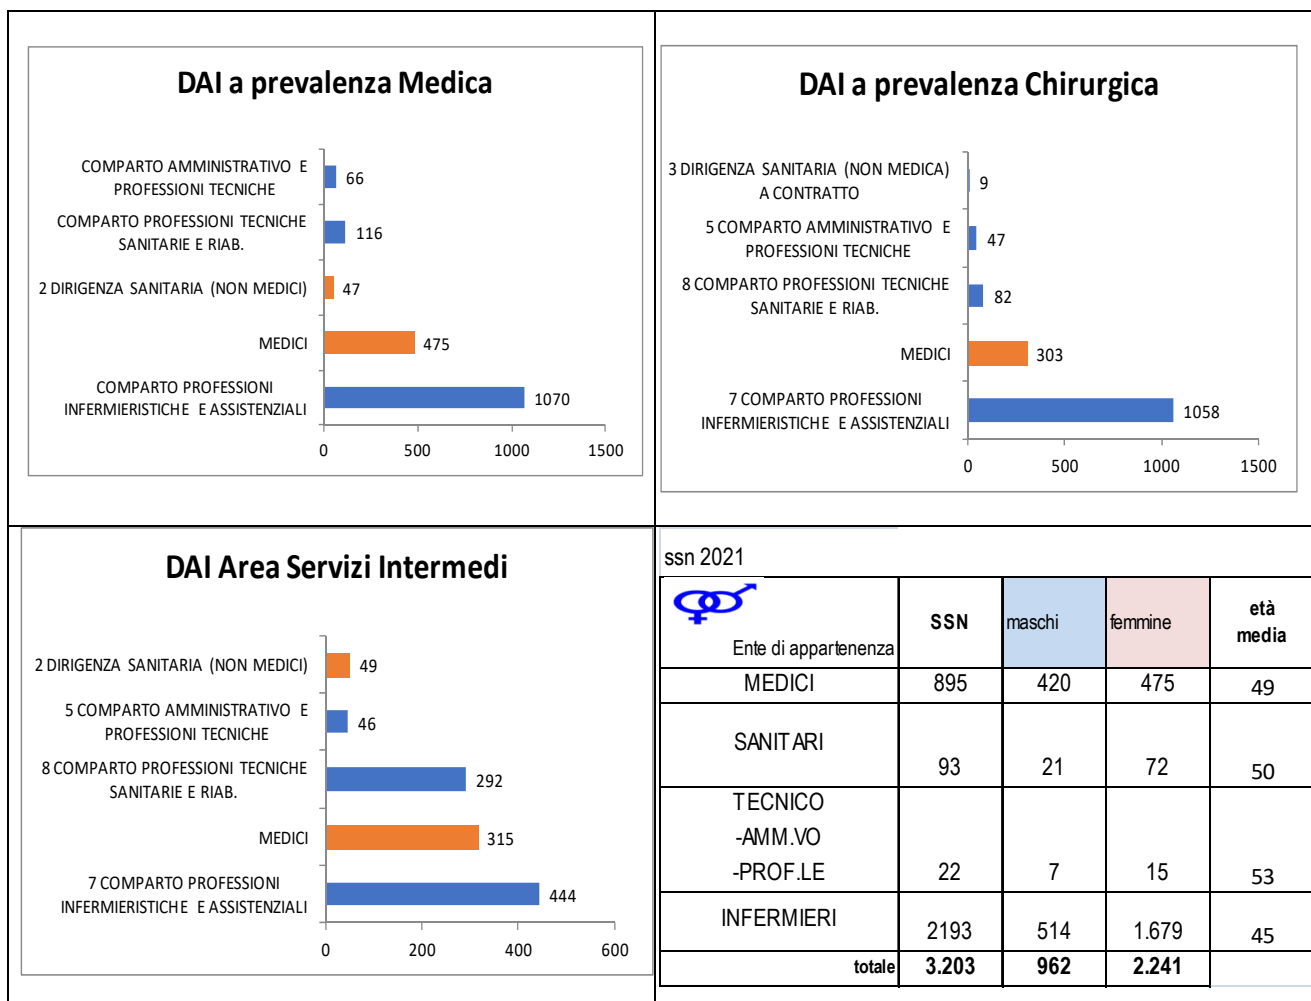 DAI a prevalenza Medica
COMPARTO AMMINISTRATIVO E
PROFESSIONI TECNICHE
66
COMPARTO PROFESSIONI TECNICHE
SANITARIE E RIAB.
116
2 DIRIGENZA SANITARIA (NON MEDICI)
47
MEDICI
475
COMPARTO PROFESSIONI
INFERMIERISTICHE E ASSISTENZIALI
1070
0 500 1000 1500
DAI a prevalenza Chirurgica
3 DIRIGENZA SANITARIA (NON MEDICA)
A CONTRATTO
9
5 COMPARTO AMMINISTRATIVO E
PROFESSIONI TECNICHE
47
8 COMPARTO PROFESSIONI TECNICHE
SANITARIE E RIAB.
82
MEDICI
303
7 COMPARTO PROFESSIONI
INFERMIERISTICHE E ASSISTENZIALI
1058
0 500 1000 1500
DAI Area Servizi Intermedi
2 DIRIGENZA SANITARIA (NON MEDICI)
49
5 COMPARTO AMMINISTRATIVO E
PROFESSIONI TECNICHE
46
8 COMPARTO PROFESSIONI TECNICHE
SANITARIE E RIAB.
292
MEDICI
315
7 COMPARTO PROFESSIONI
INFERMIERISTICHE E ASSISTENZIALI
444
0 200 400 600
ssn 2021
Ente di appartenenza
SSN
maschi
femmine
età
media
MEDICI 895 420 475 49
SANITARI 93 21 72 50
TECNICO
-AMM.VO
-PROF.LE 22 7 15 53
INFERMIERI 2193 514 1.679 45
totale 3.203 962 2.241